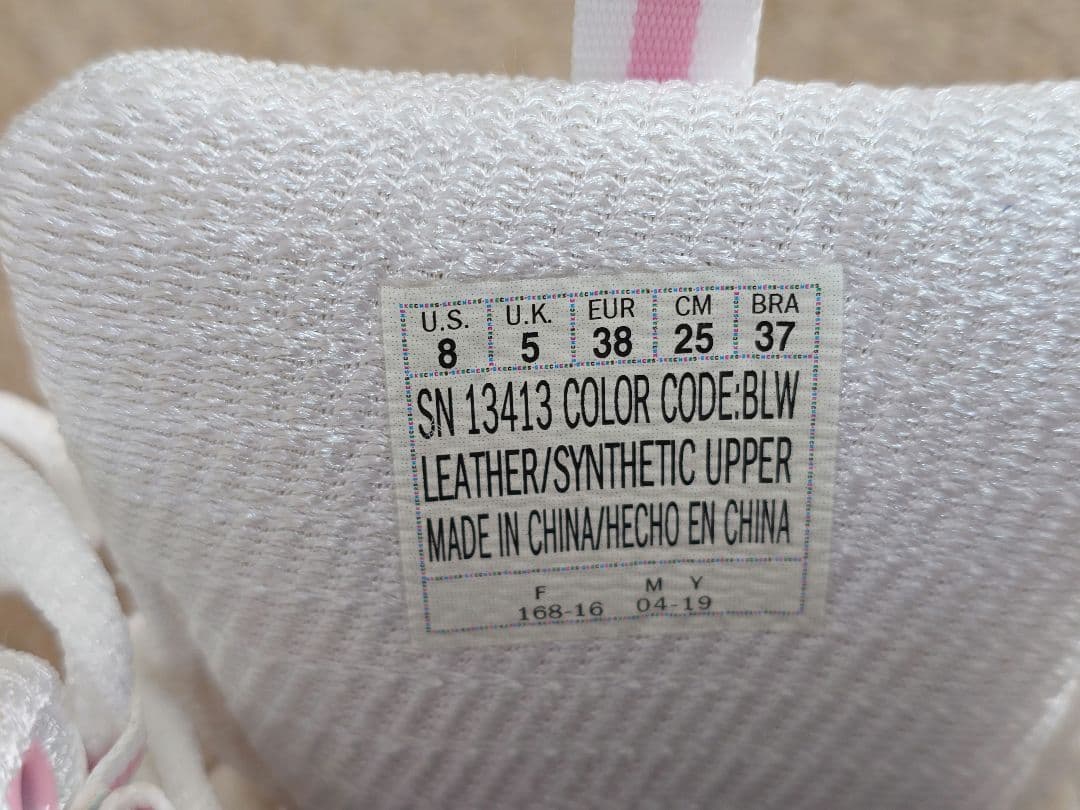 U.S. U.K. EUR CM BRA
8 5 38 25 37
SN 13413 COLOR CODE:BLW
LEATHER/SYNTHETIC UPPER
MADE IN CHINA/HECHO EN CHINA
F M Y
168-16 04-19